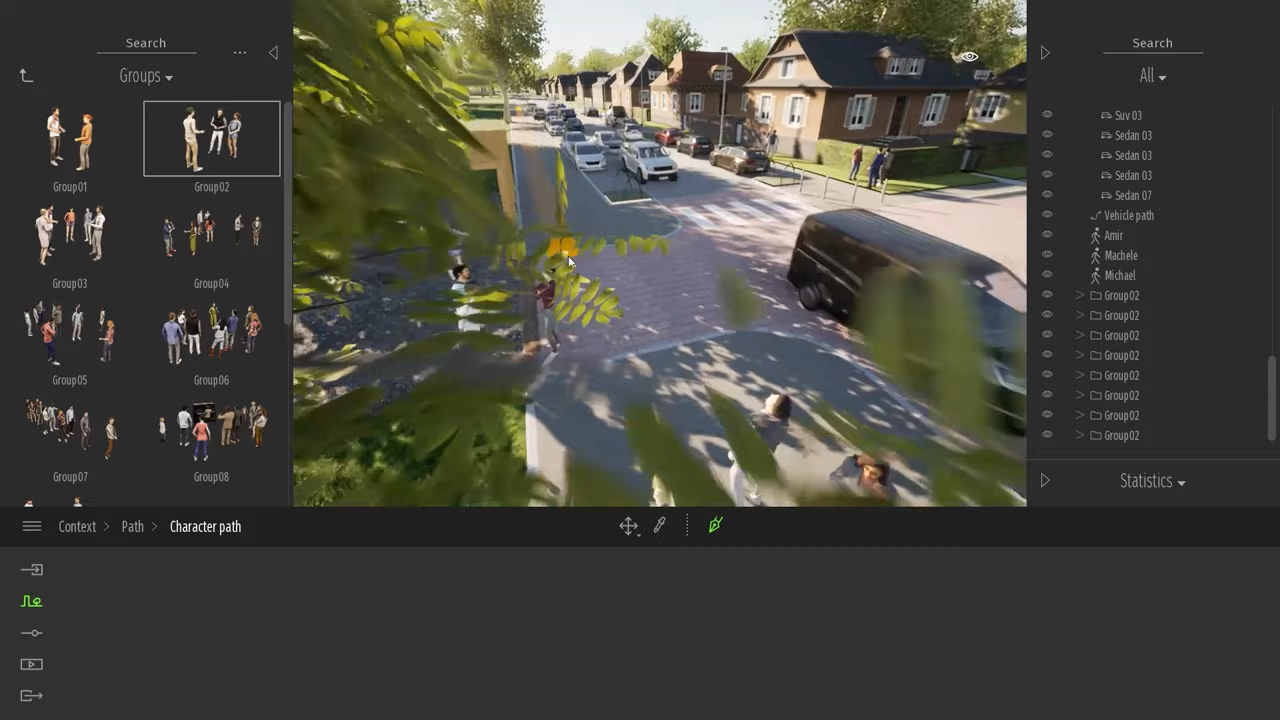 Search
...
Groups
Group01
Group02
Group03
Group04
Group05
Group06
Group07
Group08
Search
All
Suv 03
Sedan 03
Sedan 03
Sedan 03
Sedan 07
Vehicle path
Amir
Machele
Michael
Group02
Group02
Group02
Group02
Group02
Group02
Group02
Group02
Statistics
Context > Path > Character path